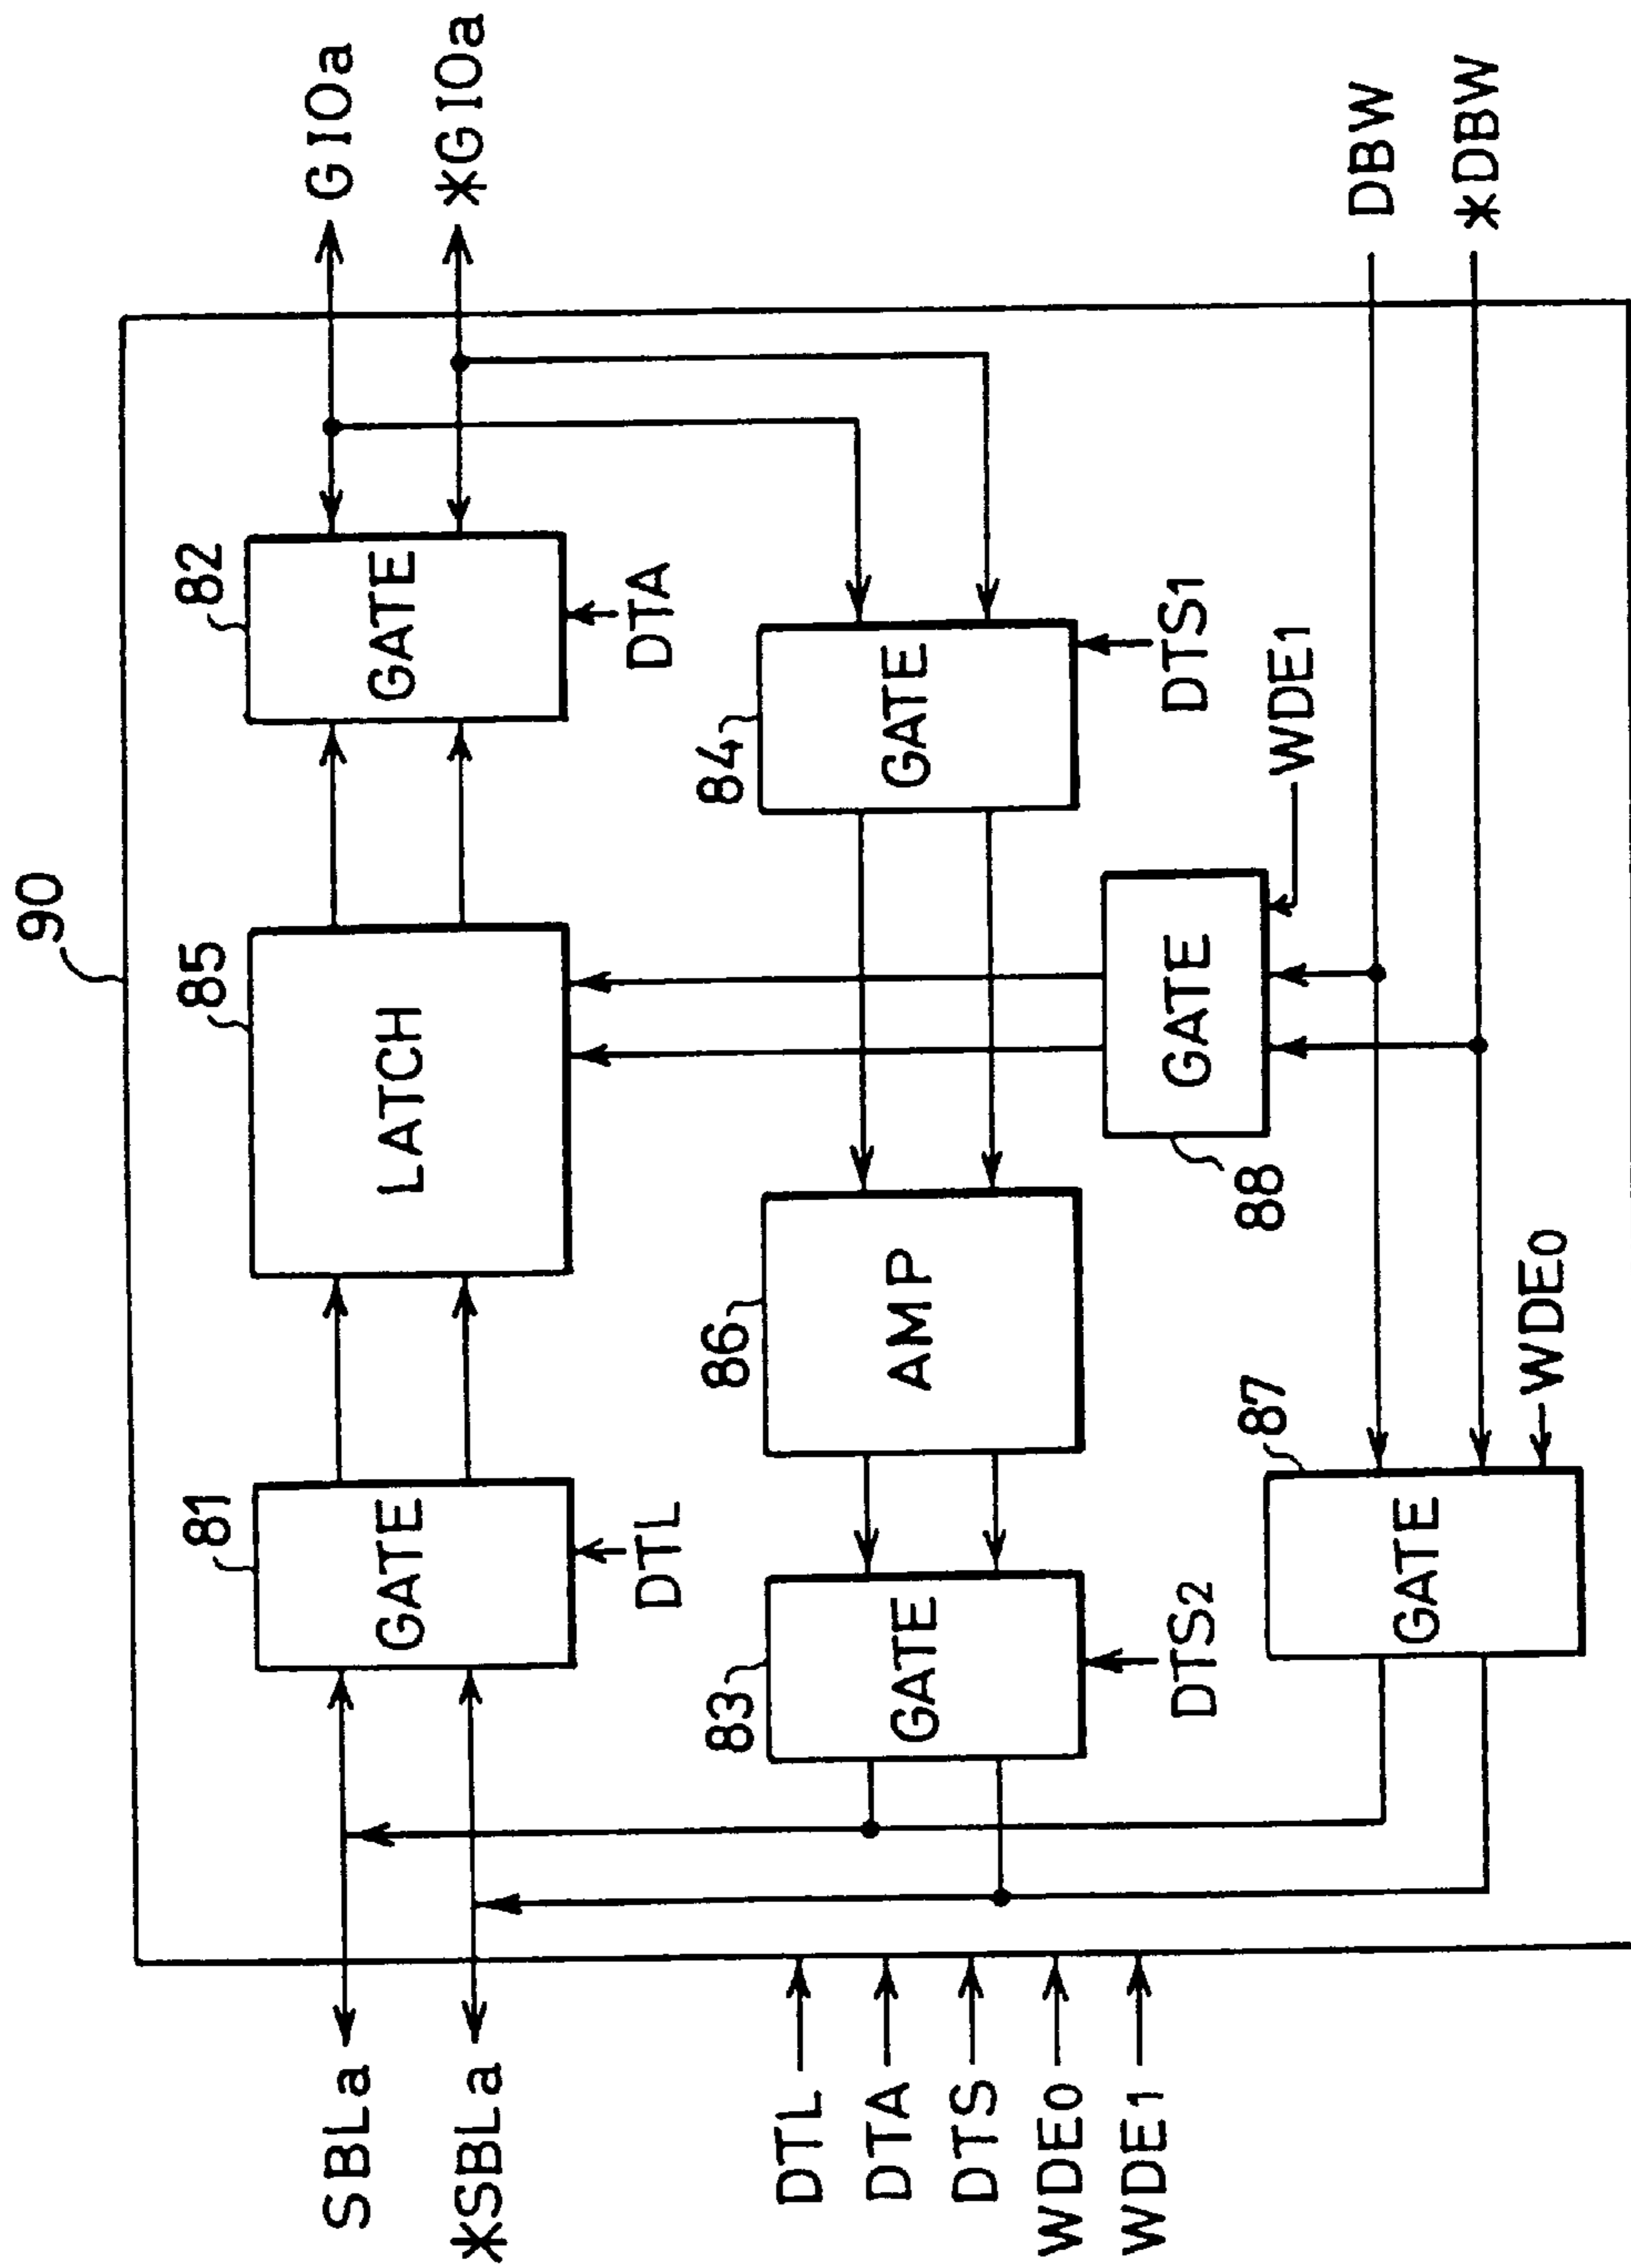 90
SBLa
*SBLa
81
GATE
DTL
85
LATCH
82
GATE
DTA
GIOa
*GIOa
83
GATE
DTS2
86
AMP
84
GATE
DTS1
88
GATE
WDE1
87
GATE
WDE0
DBW
*DBW
DTL
DTA
DTS
WDE0
WDE1